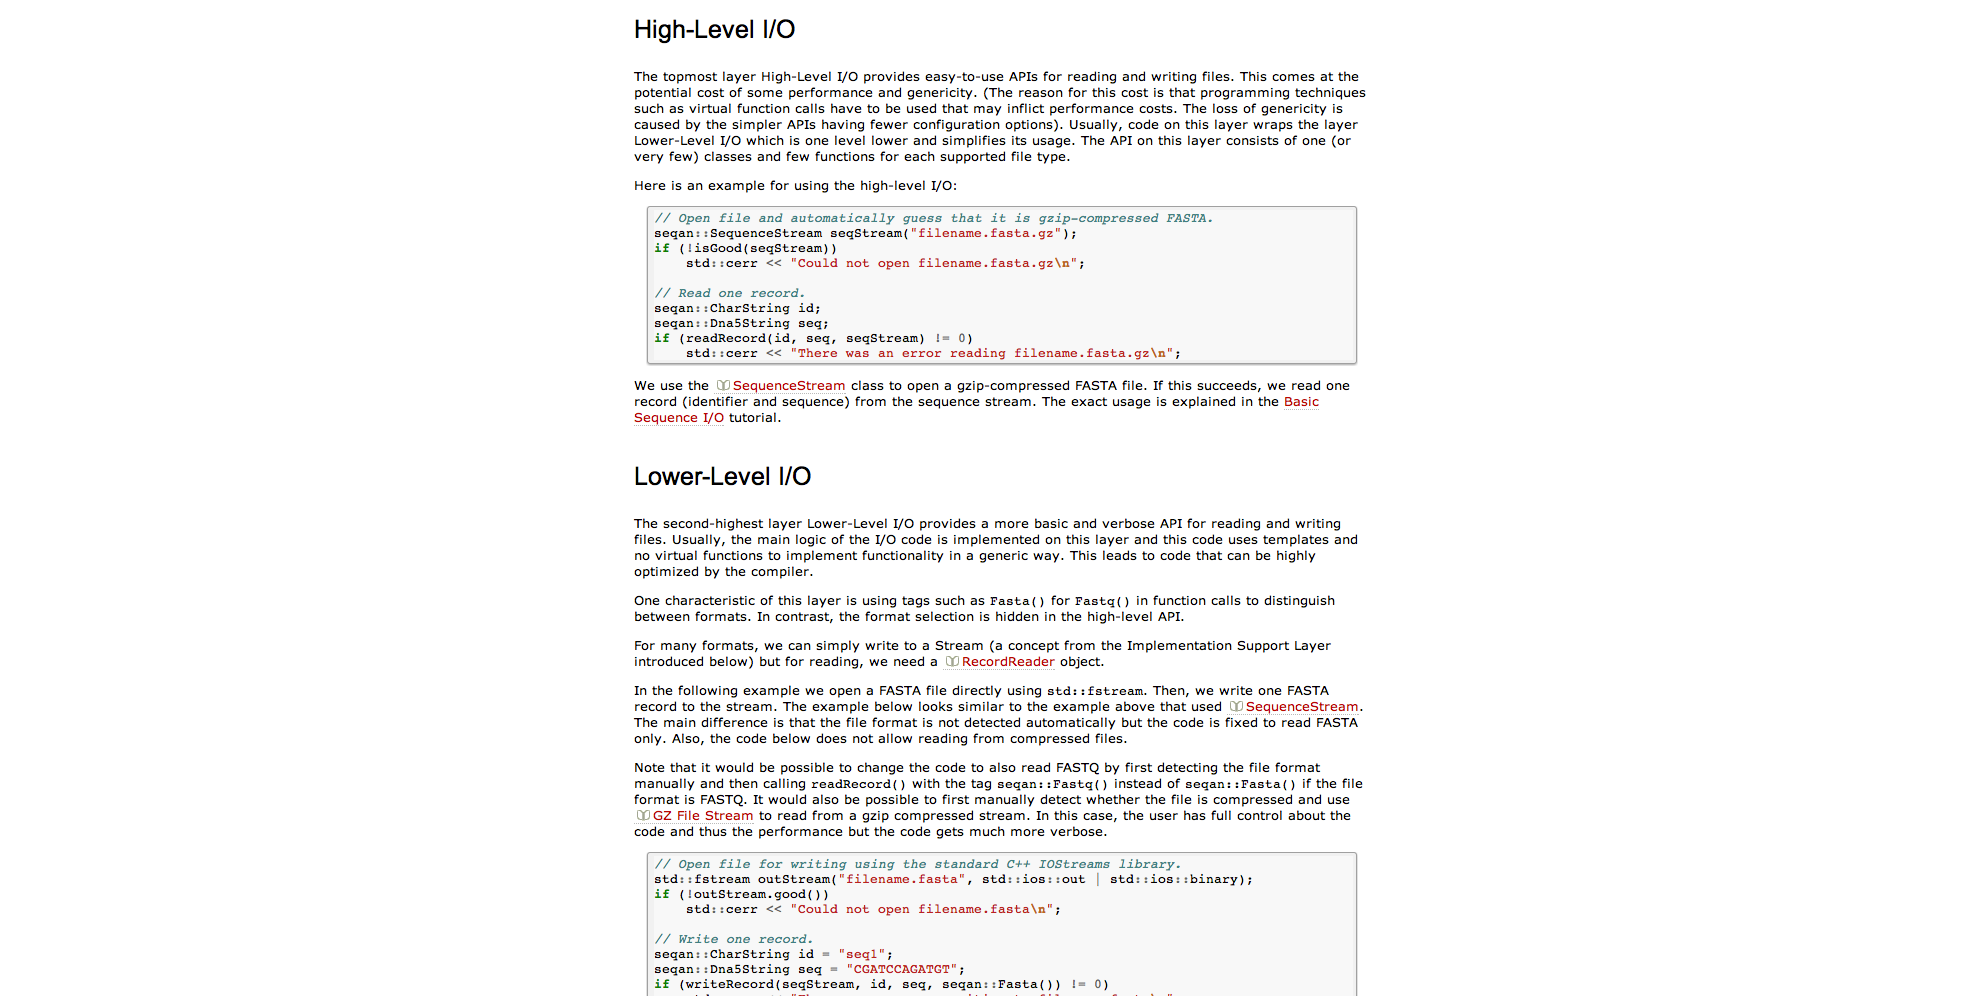 High-Level I/O
The topmost layer High-Level I/O provides easy-to-use APIs for reading and writing files. This comes at the
potential cost of some performance and genericity. (The reason for this cost is that programming techniques
such as virtual function calls have to be used that may inflict performance costs. The loss of genericity is
caused by the simpler APIs having fewer configuration options). Usually, code on this layer wraps the layer
Lower-Level I/O which is one level lower and simplifies its usage. The API on this layer consists of one (or
very few) classes and few functions for each supported file type.
Here is an example for using the high-level I/O:
// Open file and automatically guess that it is gzip-compressed FASTA.
seqan::SequenceStream seqStream("filename.fasta.gz");
if (!isGood(seqStream))
    std::cerr << "Could not open filename.fasta.gz\n";
// Read one record.
seqan::CharString id;
seqan::Dna5String seq;
if (readRecord(id, seq, seqStream) != 0)
    std::cerr << "There was an error reading filename.fasta.gz\n";
We use the SequenceStream class to open a gzip-compressed FASTA file. If this succeeds, we read one
record (identifier and sequence) from the sequence stream. The exact usage is explained in the Basic
Sequence I/O tutorial.
Lower-Level I/O
The second-highest layer Lower-Level I/O provides a more basic and verbose API for reading and writing
files. Usually, the main logic of the I/O code is implemented on this layer and this code uses templates and
no virtual functions to implement functionality in a generic way. This leads to code that can be highly
optimized by the compiler.
One characteristic of this layer is using tags such as Fasta() for Fastq() in function calls to distinguish
between formats. In contrast, the format selection is hidden in the high-level API.
For many formats, we can simply write to a Stream (a concept from the Implementation Support Layer
introduced below) but for reading, we need a RecordReader object.
In the following example we open a FASTA file directly using std::fstream. Then, we write one FASTA
record to the stream. The example below looks similar to the example above that used SequenceStream.
The main difference is that the file format is not detected automatically but the code is fixed to read FASTA
only. Also, the code below does not allow reading from compressed files.
Note that it would be possible to change the code to also read FASTQ by first detecting the file format
manually and then calling readRecord() with the tag seqan::Fastq() instead of seqan::Fasta() if the file
format is FASTQ. It would also be possible to first manually detect whether the file is compressed and use
GZ File Stream to read from a gzip compressed stream. In this case, the user has full control about the
code and thus the performance but the code gets much more verbose.
// Open file for writing using the standard C++ IOStreams library.
std::fstream outStream("filename.fasta", std::ios::out | std::ios::binary);
if (!outStream.good())
    std::cerr << "Could not open filename.fasta\n";
// Write one record.
seqan::CharString id = "seq1";
seqan::Dna5String seq = "CGATCCAGATGT";
if (writeRecord(seqStream, id, seq, seqan::Fasta()) != 0)